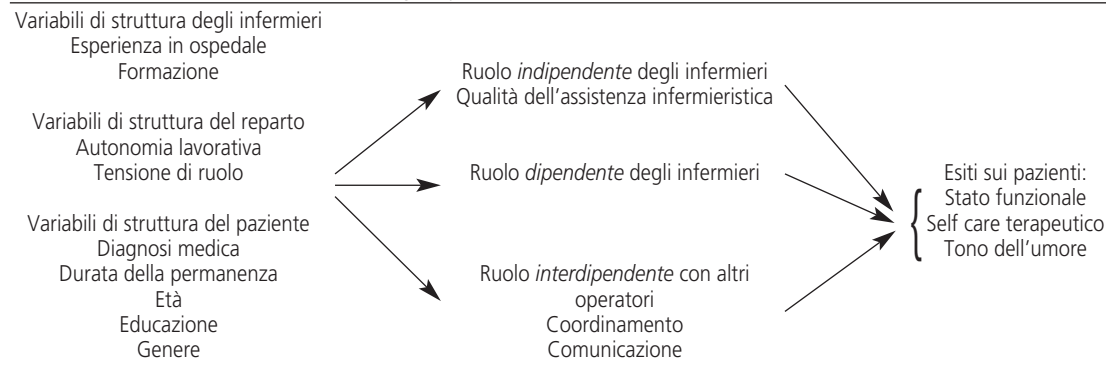 Variabili di struttura degli infermieri
Esperienza in ospedale
Formazione
Variabili di struttura del reparto
Autonomia lavorativa
Tensione di ruolo
Variabili di struttura del paziente
Diagnosi medica
Durata della permanenza
Età
Educazione
Genere
Ruolo indipendente degli infermieri
Qualità dell'assistenza infermieristica
Ruolo dipendente degli infermieri
Ruolo interdipendente con altri
operatori
Coordinamento
Comunicazione
Esiti sui pazienti:
Stato funzionale
Self care terapeutico
Tono dell'umore